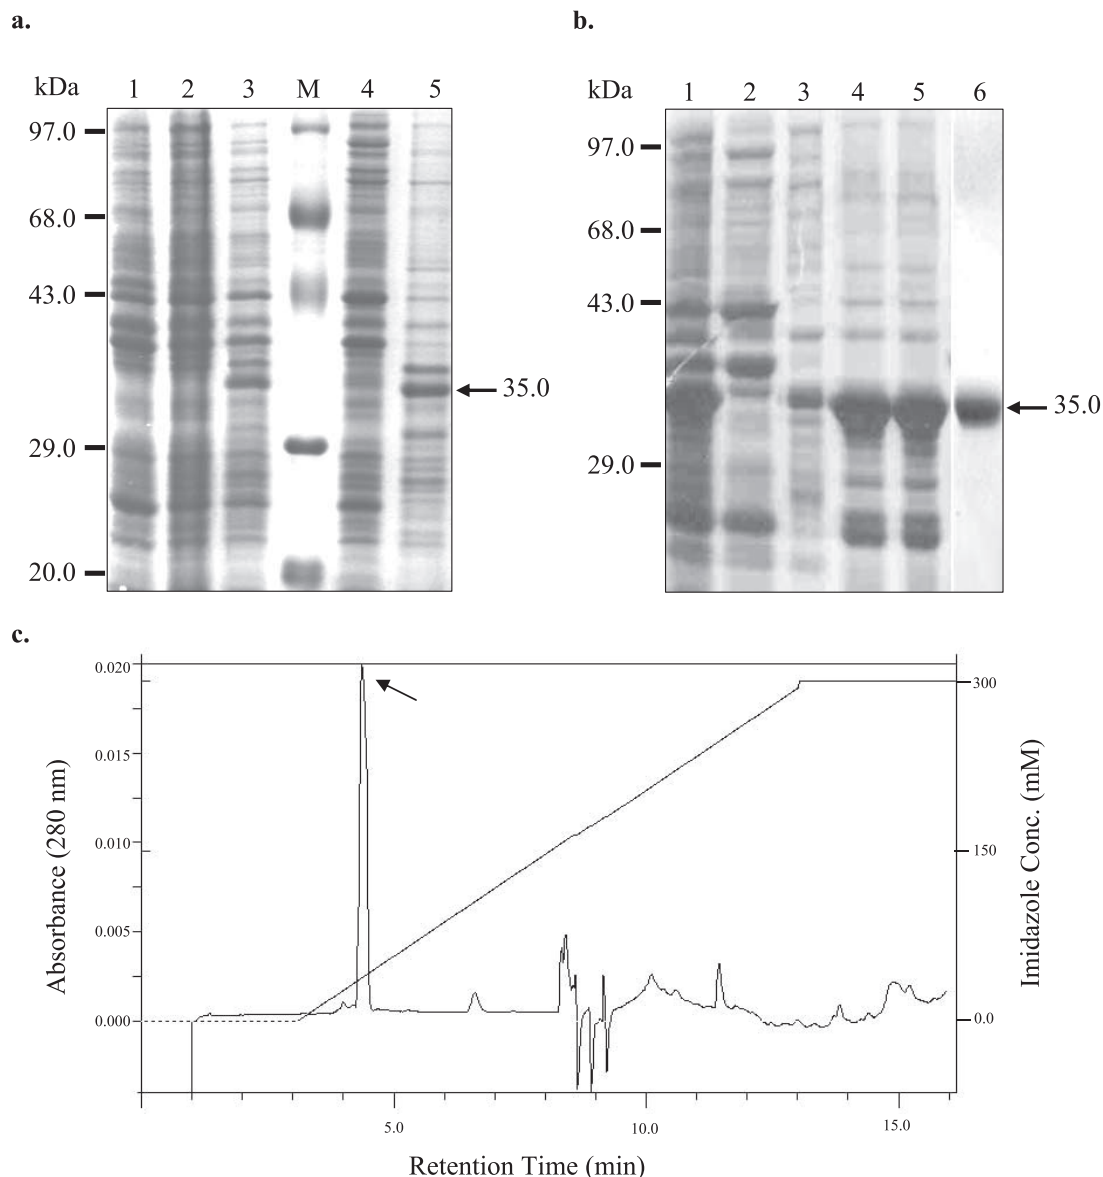 a.
kDa 1 2 3 M 4 5
97.0
68.0
43.0
35.0
29.0
20.0
b.
kDa 1 2 3 4 5 6
97.0
68.0
43.0
35.0
29.0
c.
0.020
0.015
0.010
0.005
0.000
Absorbance (280 nm)
300
150
0.0
Imidazole Conc. (mM)
5.0 10.0 15.0
Retention Time (min)